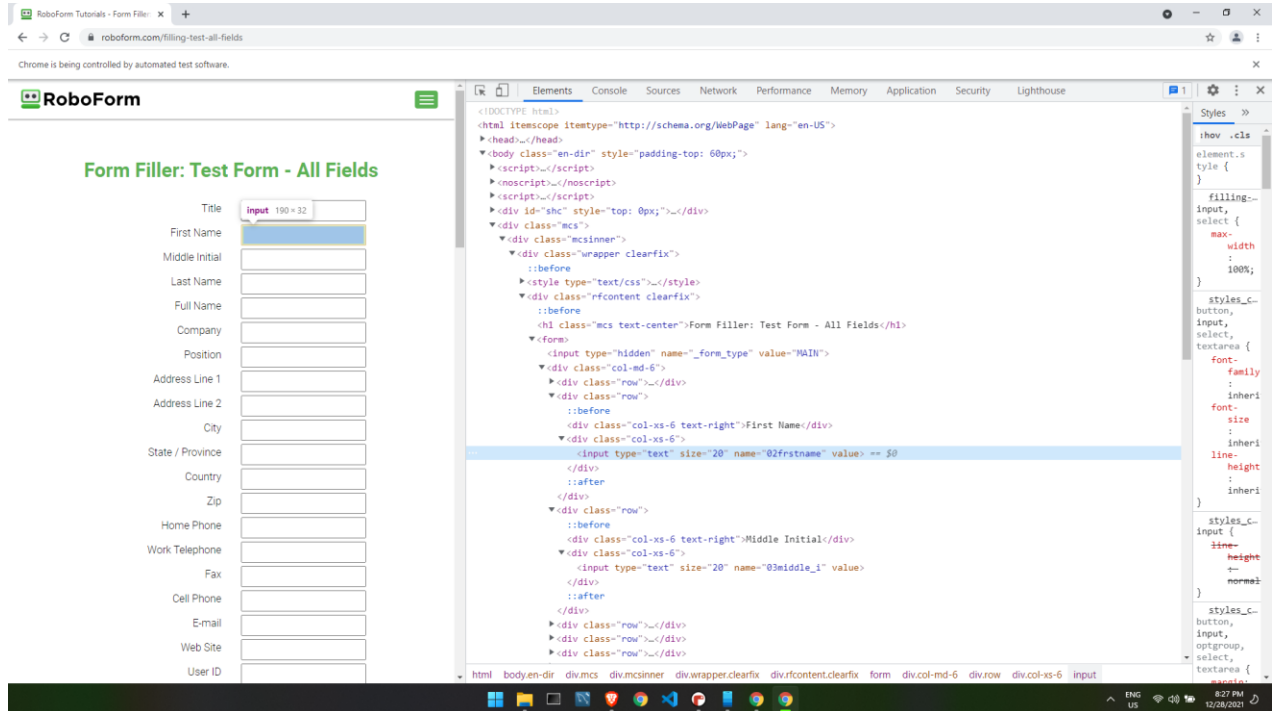 RoboForm Tutorials - Form Filler
roboform.com/filling-test-all-fields
Chrome is being controlled by automated test software.
RoboForm
Form Filler: Test Form - All Fields
Title
input 190 × 32
First Name
Middle Initial
Last Name
Full Name
Company
Position
Address Line 1
Address Line 2
City
State / Province
Country
Zip
Home Phone
Work Telephone
Fax
Cell Phone
E-mail
Web Site
User ID
Elements Console Sources Network Performance Memory Application Security Lighthouse 1
<!DOCTYPE html>
<html itemscope itemtype="http://schema.org/WebPage" lang="en-US">
▶<head>…</head>
▼<body class="en-dir" style="padding-top: 60px;">
▶<script>…</script>
▶<noscript>…</noscript>
▶<script>…</script>
▶<div id="shc" style="top: 0px;">…</div>
▼<div class="mcs">
▼<div class="mcsinner">
▼<div class="wrapper clearfix">
::before
▶<style type="text/css">…</style>
▼<div class="rfcontent clearfix">
::before
<h1 class="mcs text-center">Form Filler: Test Form - All Fields</h1>
▼<form>
<input type="hidden" name="_form_type" value="MAIN">
▼<div class="col-md-6">
▶<div class="row">…</div>
▼<div class="row">
::before
<div class="col-xs-6 text-right">First Name</div>
▼<div class="col-xs-6">
<input type="text" size="20" name="02frstname" value> == $0
</div>
::after
</div>
▼<div class="row">
::before
<div class="col-xs-6 text-right">Middle Initial</div>
▼<div class="col-xs-6">
<input type="text" size="20" name="03middle_i" value>
</div>
::after
</div>
▶<div class="row">…</div>
▶<div class="row">…</div>
▶<div class="row">…</div>
html body.en-dir div.mcs div.mcsinner div.wrapper.clearfix div.rfcontent.clearfix form div.col-md-6 div.row div.col-xs-6 input
Styles »
:hov .cls
element.s
tyle {
}
filling-…
input,
select {
max-
width
:
100%;
}
styles_c…
button,
input,
select,
textarea {
font-
family
:
inheri
font-
size
:
inheri
line-
height
:
inheri
}
styles_c…
input {
line-
height
:
normal
}
styles_c…
button,
input,
optgroup,
select,
textarea {
margin:
ENG
US
8:27 PM
12/28/2021